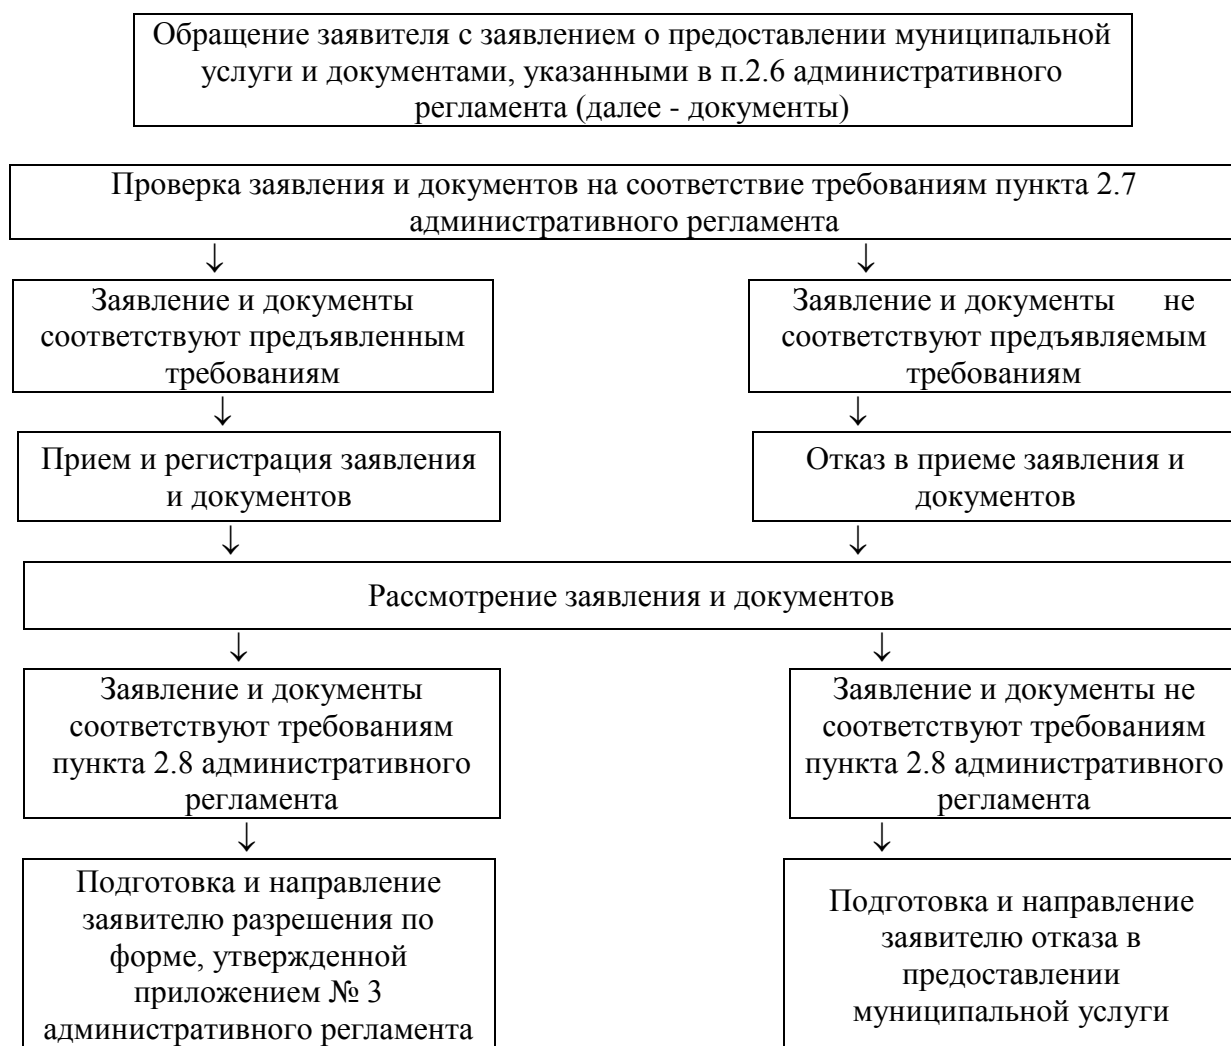 Обращение заявителя с заявлением о предоставлении муниципальной
услуги и документами, указанными в п.2.6 административного
регламента (далее - документы)
Проверка заявления и документов на соответствие требованиям пункта 2.7
административного регламента
↓ ↓
Заявление и документы
соответствуют предъявленным
требованиям
Заявление и документы не
соответствуют предъявляемым
требованиям
↓ ↓
Прием и регистрация заявления
и документов
Отказ в приеме заявления и
документов
↓ ↓
Рассмотрение заявления и документов
↓ ↓
Заявление и документы
соответствуют требованиям
пункта 2.8 административного
регламента
Заявление и документы не
соответствуют требованиям
пункта 2.8 административного
регламента
↓ ↓
Подготовка и направление
заявителю разрешения по
форме, утвержденной
приложением № 3
административного регламента
Подготовка и направление
заявителю отказа в
предоставлении
муниципальной услуги